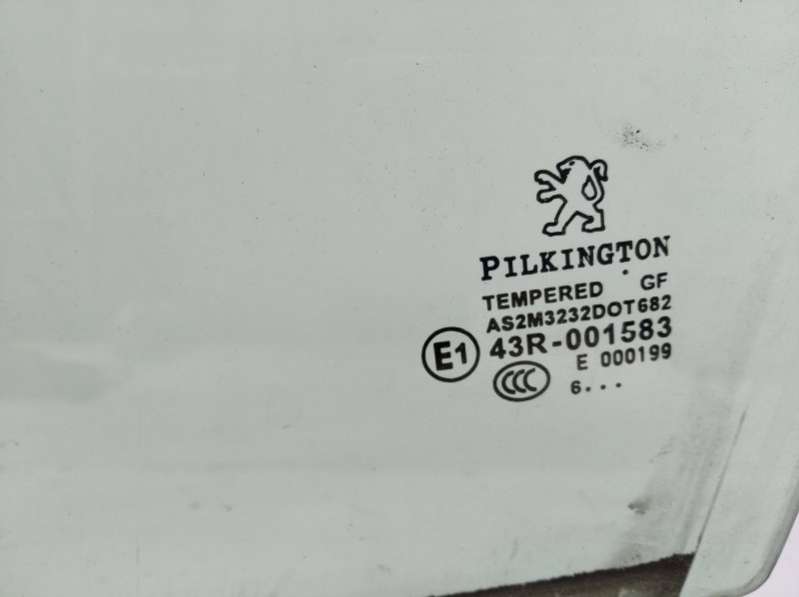 PILKINGTON
TEMPERED GF
AS2M3232DOT682
E1 43R-001583
CCC E 000199
6...